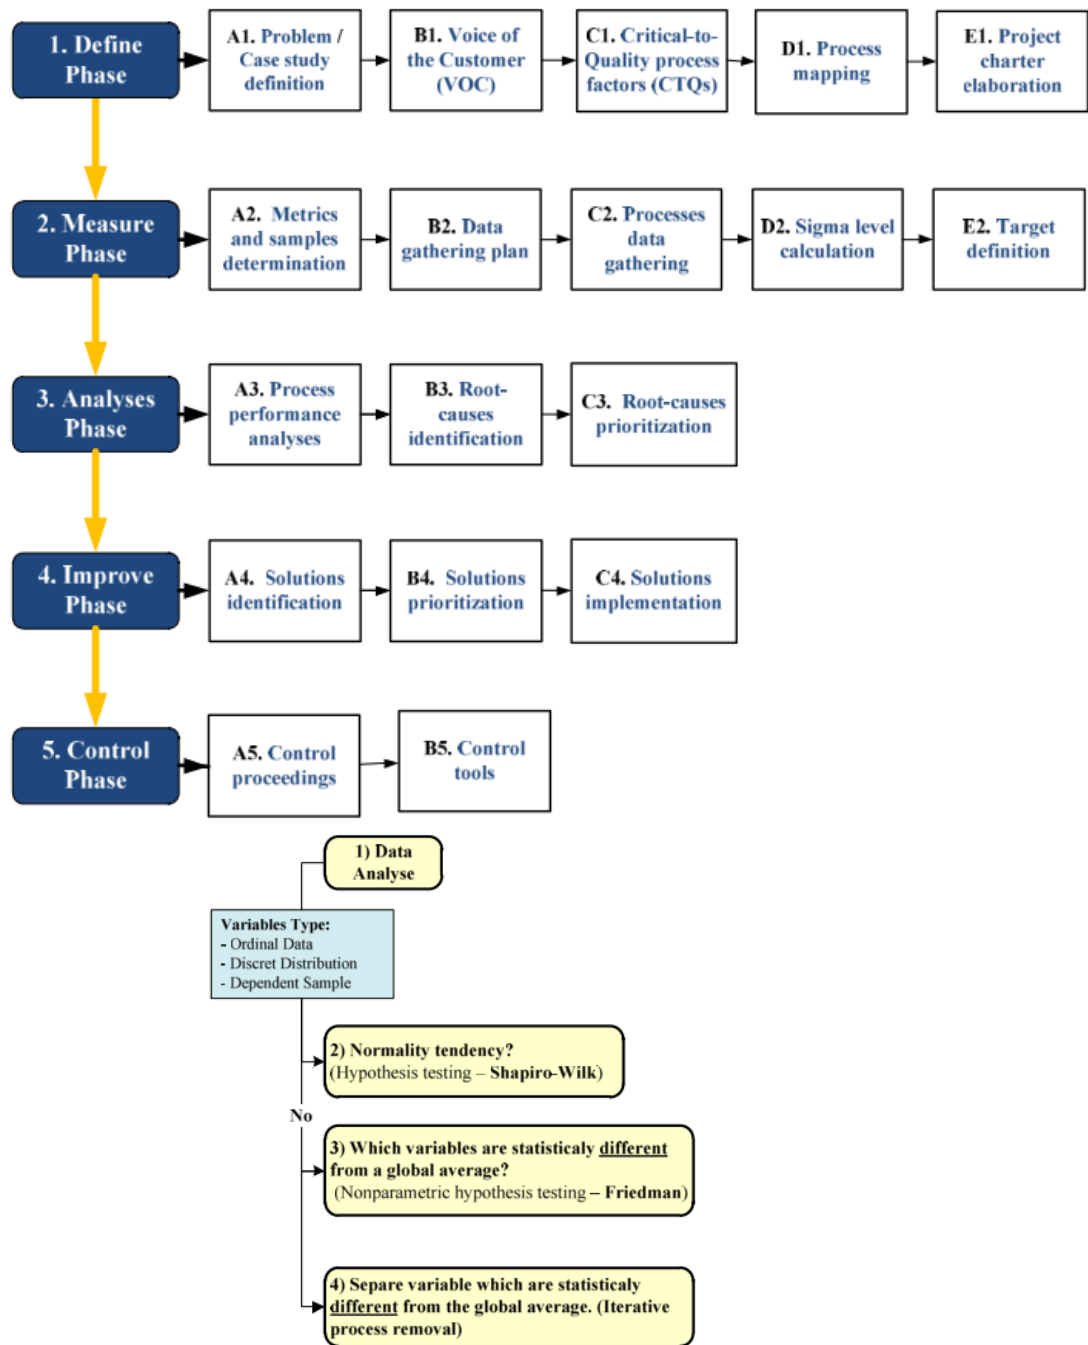 1. Define
Phase
A1. Problem /
Case study
definition
B1. Voice of
the Customer
(VOC)
C1. Critical-to-
Quality process
factors (CTQs)
D1. Process
mapping
E1. Project
charter
elaboration
2. Measure
Phase
A2. Metrics
and samples
determination
B2. Data
gathering plan
C2. Processes
data
gathering
D2. Sigma level
calculation
E2. Target
definition
3. Analyses
Phase
A3. Process
performance
analyses
B3. Root-
causes
identification
C3. Root-causes
prioritization
4. Improve
Phase
A4. Solutions
identification
B4. Solutions
prioritization
C4. Solutions
implementation
5. Control
Phase
A5. Control
proceedings
B5. Control
tools
1) Data
Analyse
Variables Type:
- Ordinal Data
- Discret Distribution
- Dependent Sample
2) Normality tendency?
(Hypothesis testing – Shapiro-Wilk)
No
3) Which variables are statisticaly different
from a global average?
(Nonparametric hypothesis testing – Friedman)
4) Separe variable which are statisticaly
different from the global average. (Iterative
process removal)